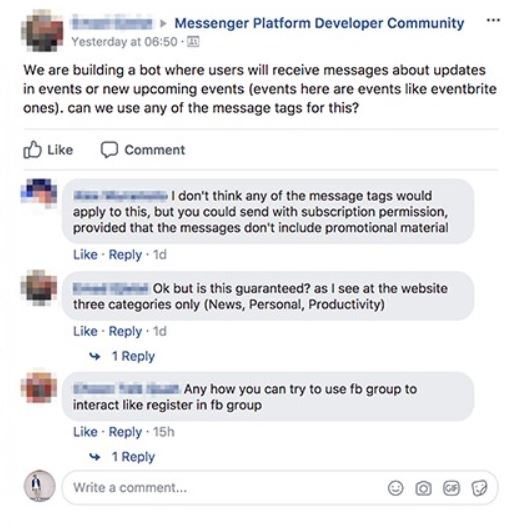 Messenger Platform Developer Community
Yesterday at 06:50 ·
We are building a bot where users will receive messages about updates
in events or new upcoming events (events here are events like eventbrite
ones). can we use any of the message tags for this?
Like Comment
I don't think any of the message tags would
apply to this, but you could send with subscription permission,
provided that the messages don't include promotional material
Like · Reply · 1d
Ok but is this guaranteed? as I see at the website
three categories only (News, Personal, Productivity)
Like · Reply · 1d
1 Reply
Any how you can try to use fb group to
interact like register in fb group
Like · Reply · 15h
1 Reply
Write a comment...
GIF